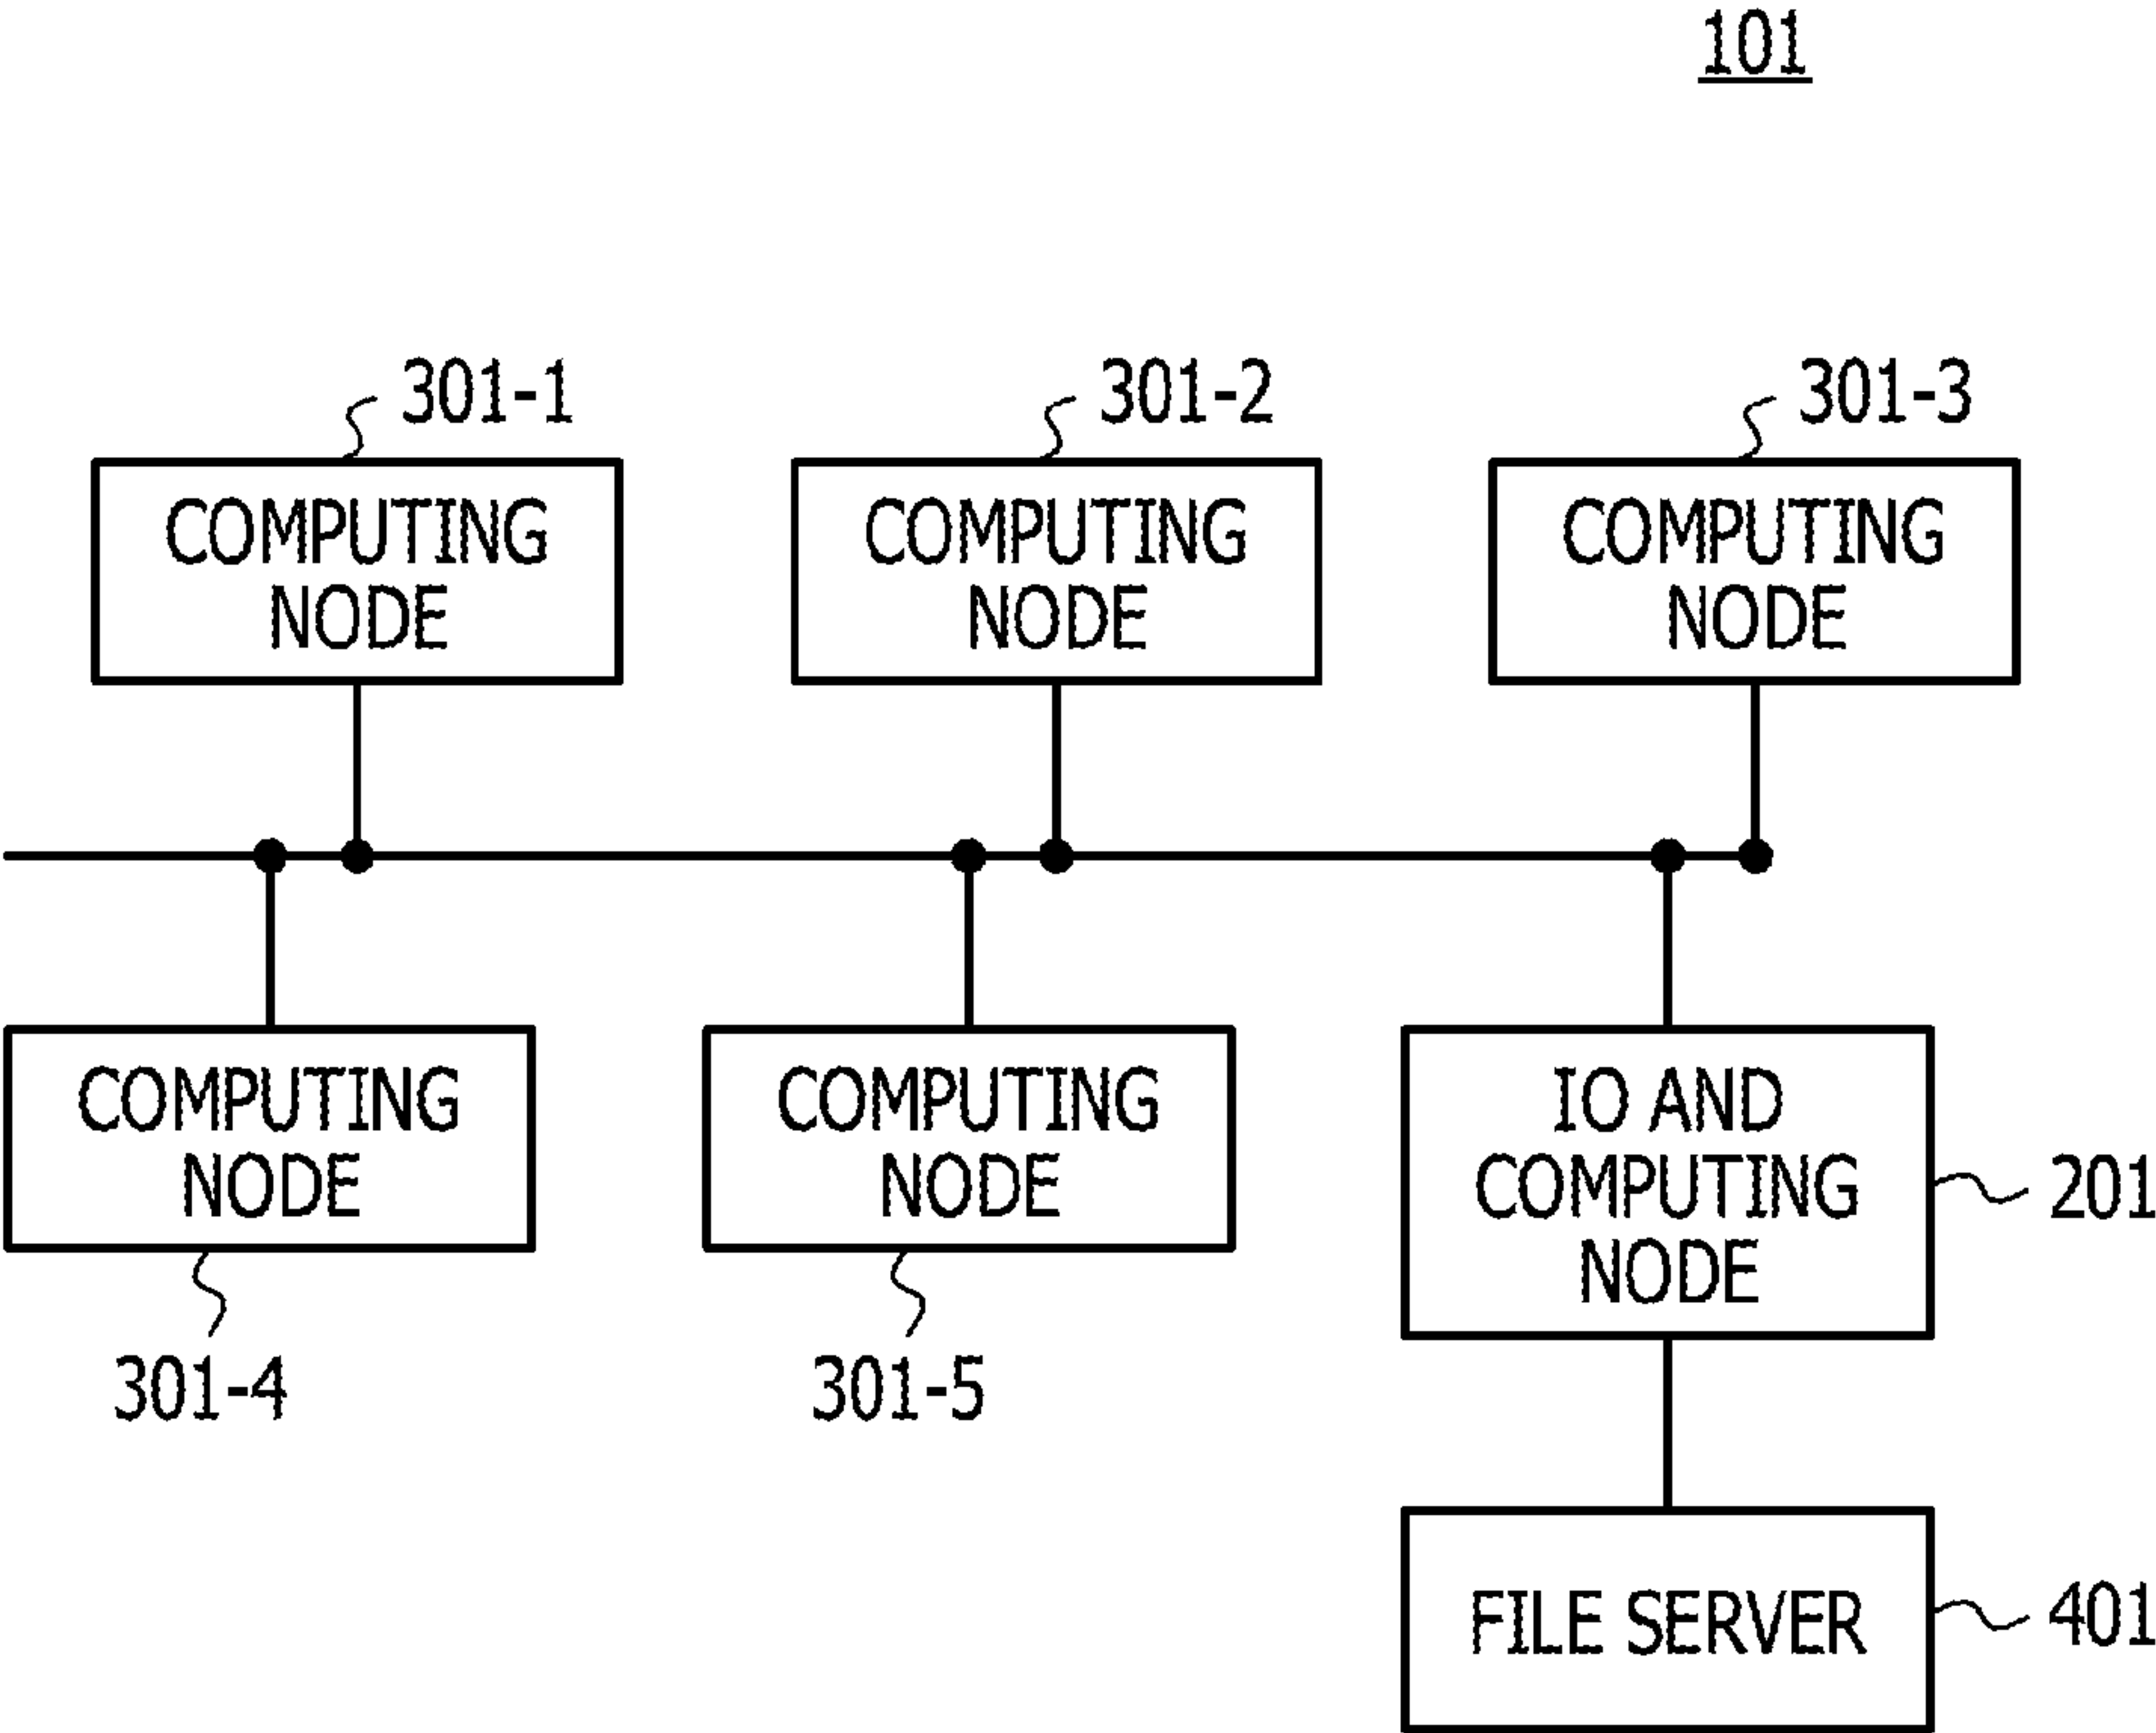 101
301-1
301-2
301-3
COMPUTING
NODE
COMPUTING
NODE
COMPUTING
NODE
COMPUTING
NODE
COMPUTING
NODE
IO AND
COMPUTING
NODE
201
301-4
301-5
FILE SERVER
401